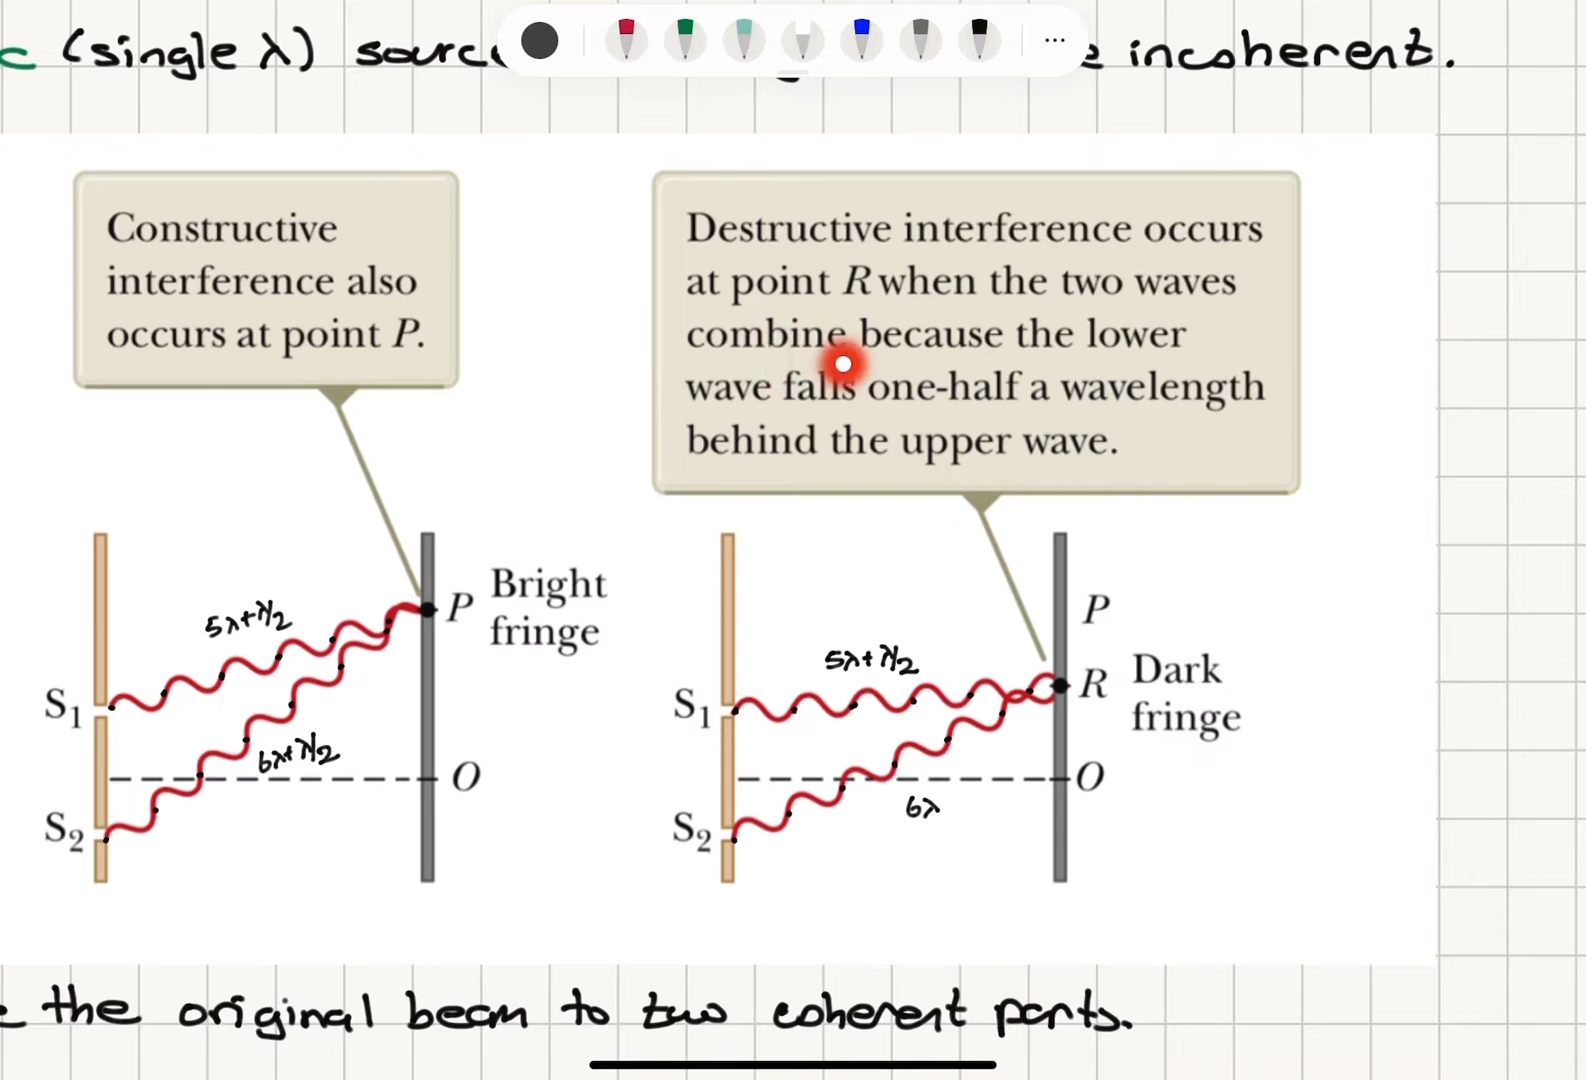 c (single λ) sourc
incoherent.
Constructive
interference also
occurs at point P.
Destructive interference occurs
at point R when the two waves
combine because the lower
wave falls one-half a wavelength
behind the upper wave.
5λ+λ/2
P
Bright
fringe
S1
6λ+λ/2
O
S2
P
5λ+λ/2
R
Dark
fringe
S1
O
6λ
S2
the original beam to two coherent parts.